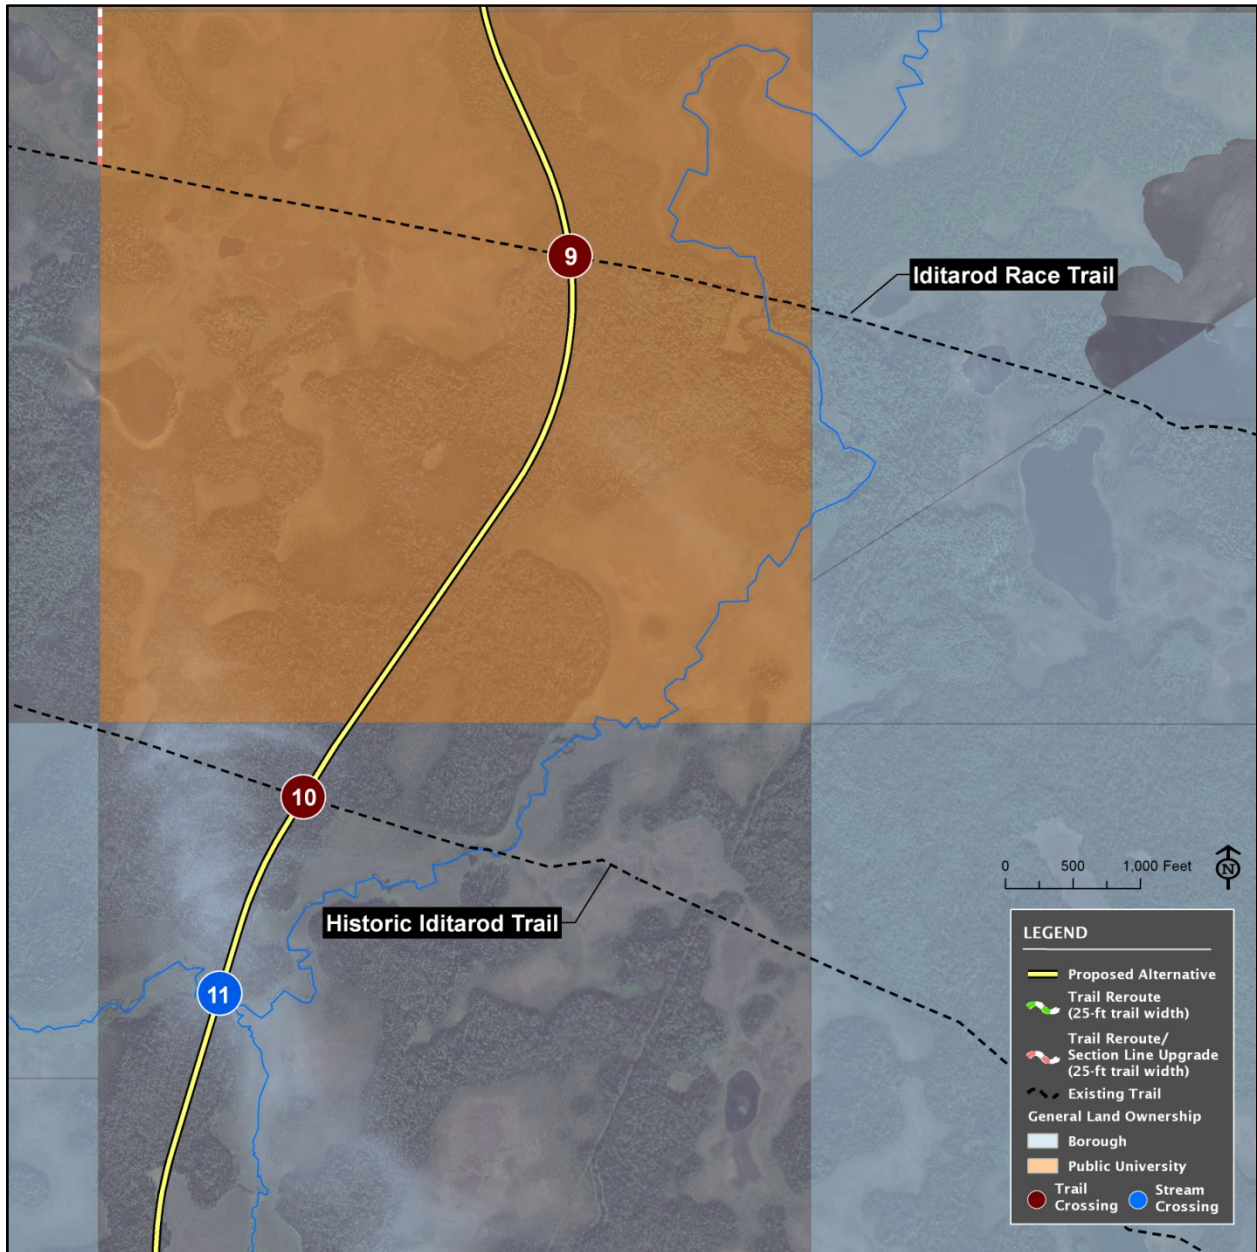 9
Iditarod Race Trail
10
0 500 1,000 Feet
N
Historic Iditarod Trail
11
LEGEND
Proposed Alternative
Trail Reroute
(25-ft trail width)
Trail Reroute/
Section Line Upgrade
(25-ft trail width)
Existing Trail
General Land Ownership
Borough
Public University
Trail
Crossing
Stream
Crossing